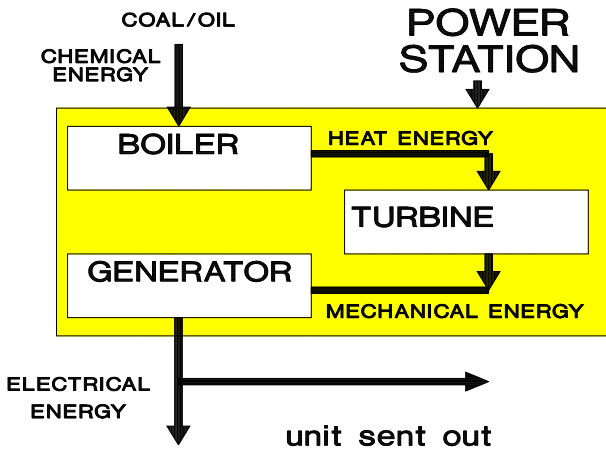 COAL/OIL
POWER
STATION
CHEMICAL
ENERGY
BOILER
HEAT ENERGY
TURBINE
GENERATOR
MECHANICAL ENERGY
ELECTRICAL
ENERGY
unit sent out